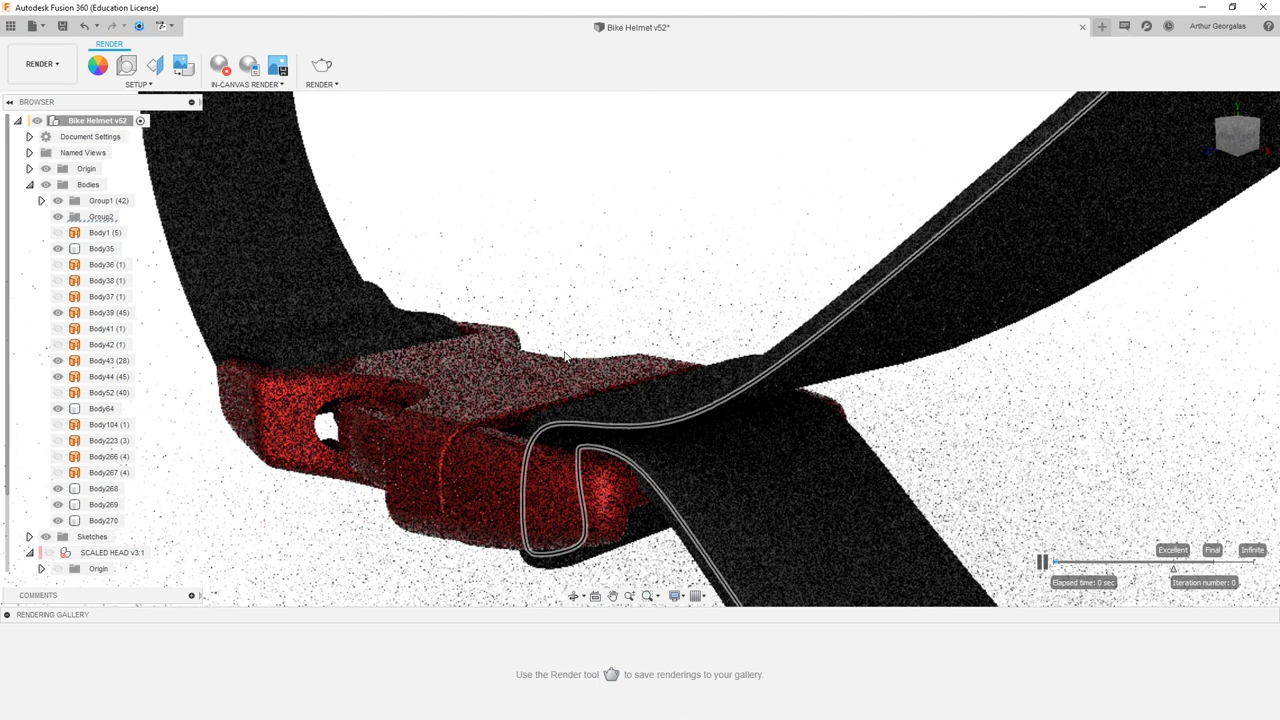 Autodesk Fusion 360 (Education License)
Bike Helmet v52*
Arthur Georgalas
RENDER
RENDER
SETUP
IN-CANVAS RENDER
RENDER
BROWSER
Bike Helmet v52
Document Settings
Named Views
Origin
Bodies
Group1 (42)
Group2
Body1 (5)
Body35
Body36 (1)
Body38 (1)
Body37 (1)
Body39 (45)
Body41 (1)
Body42 (1)
Body43 (28)
Body44 (45)
Body52 (40)
Body64
Body104 (1)
Body223 (3)
Body266 (4)
Body267 (4)
Body268
Body269
Body270
Sketches
SCALED HEAD v3:1
Origin
Excellent Final Infinite
Elapsed time: 0 sec Iteration number: 0
COMMENTS
RENDERING GALLERY
Use the Render tool to save renderings to your gallery.